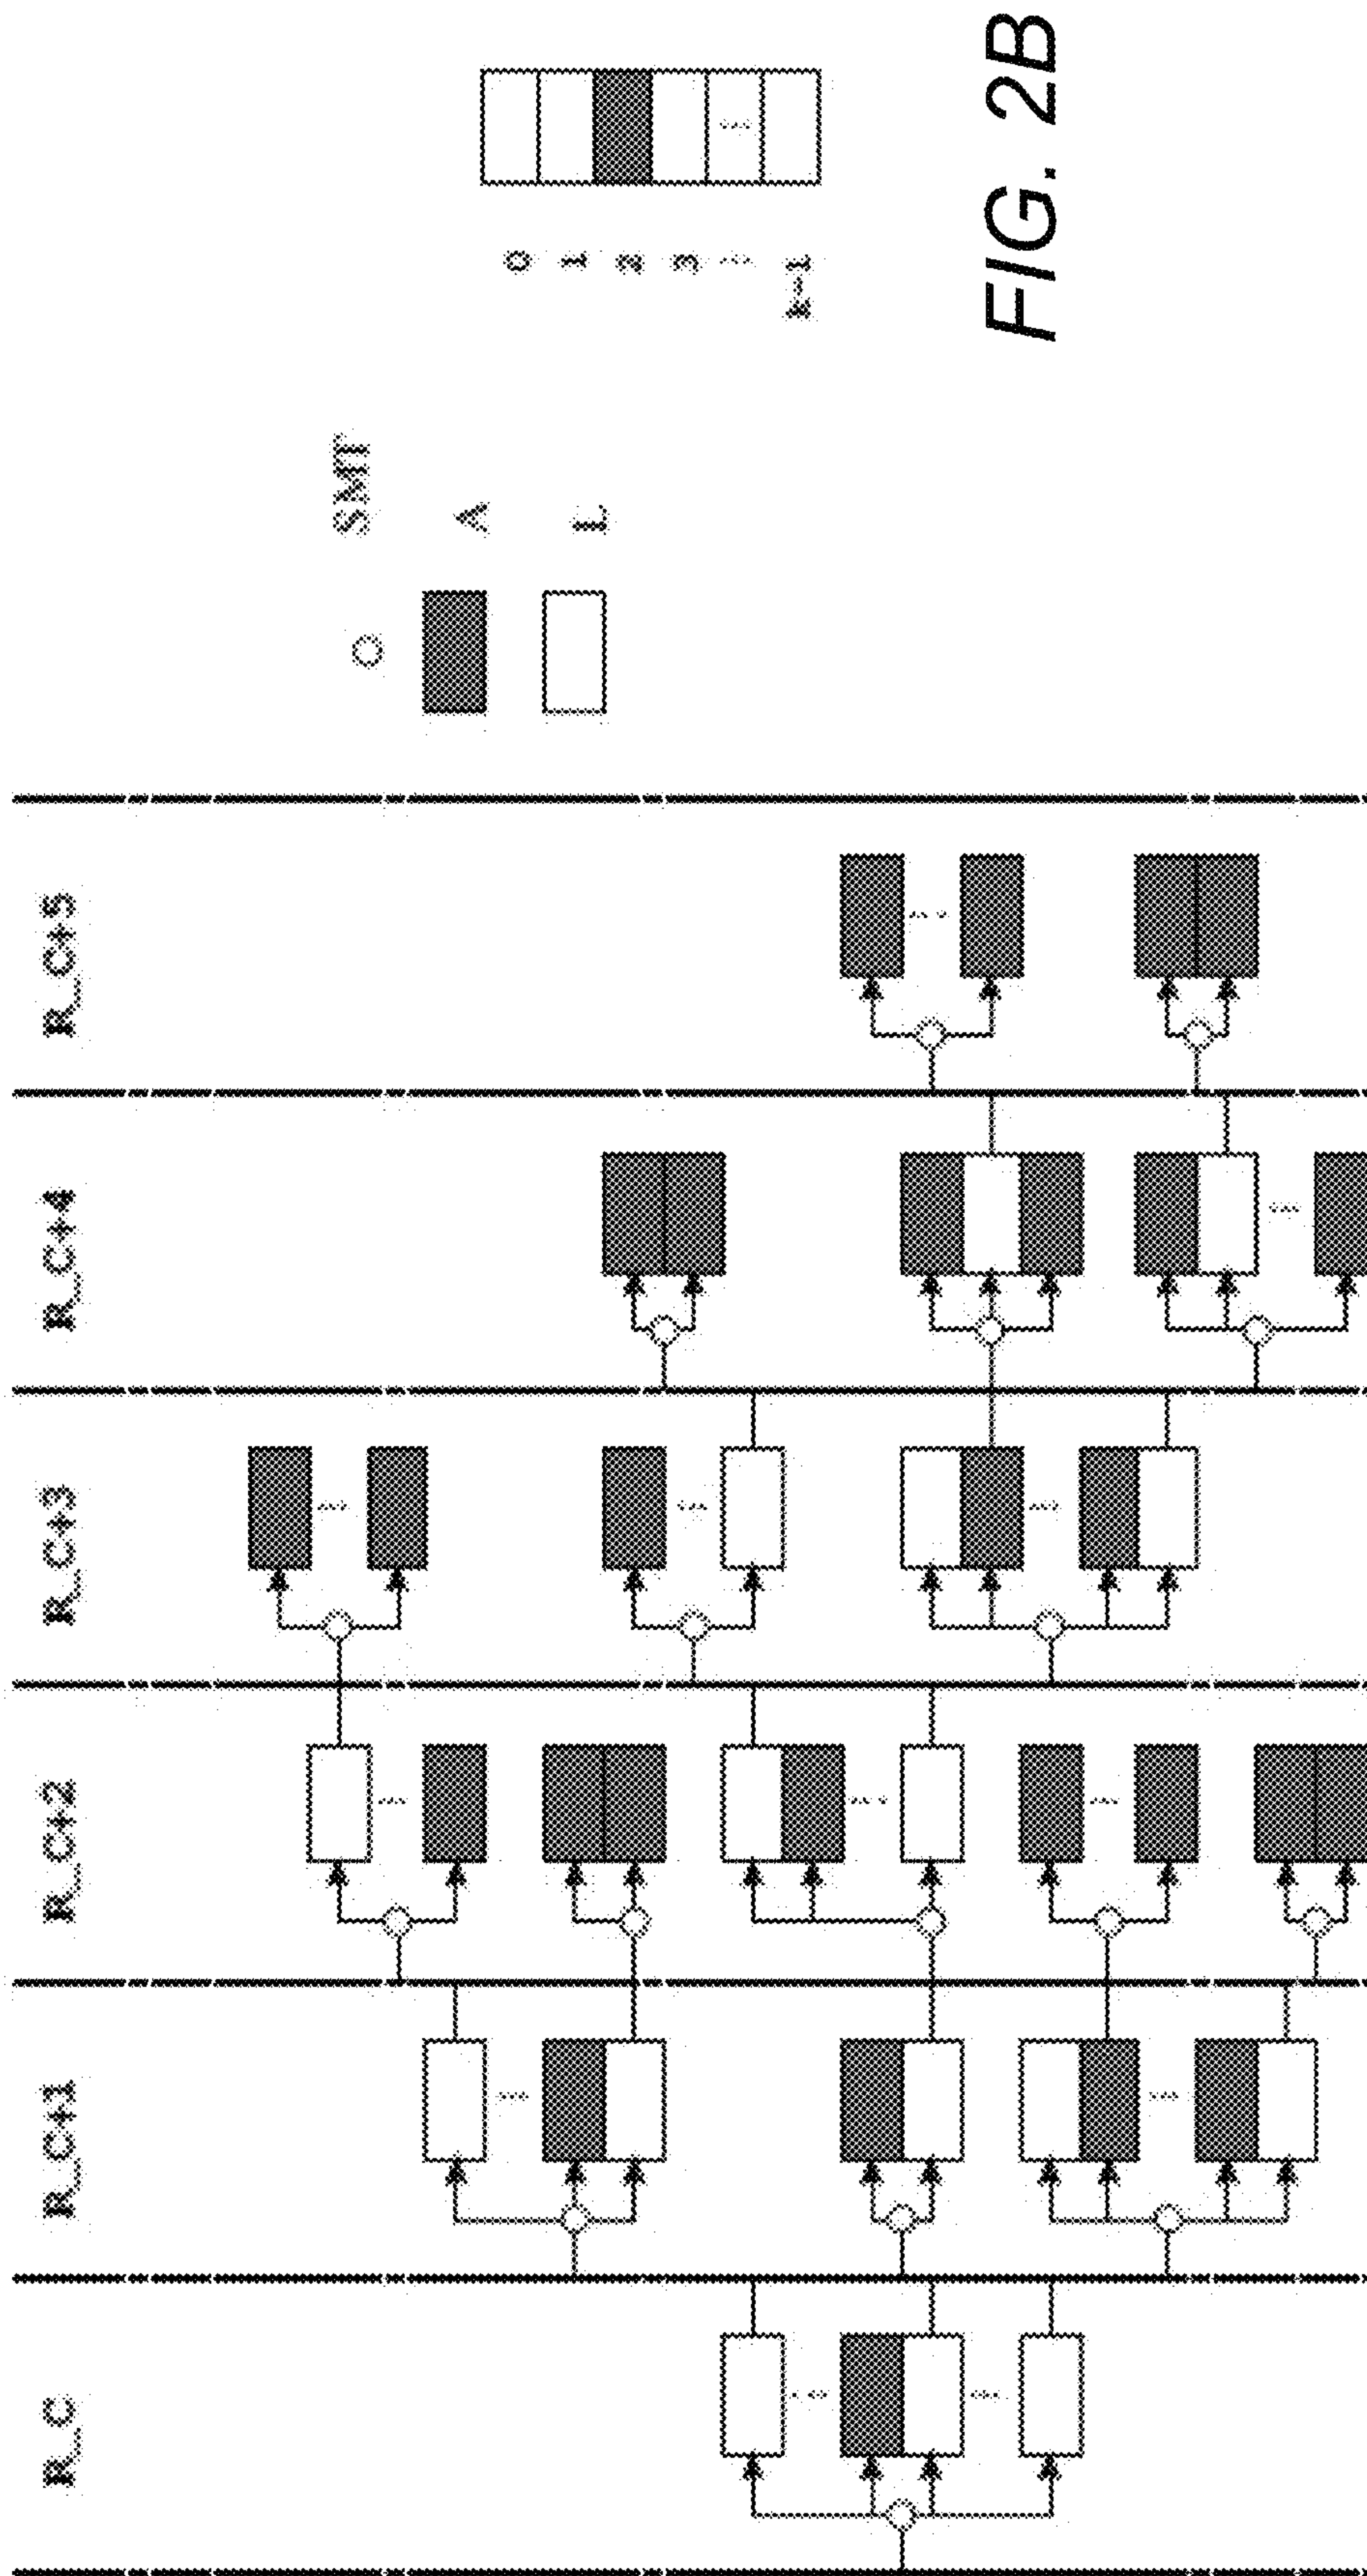 R_C
R_C+1
R_C+2
R_C+3
R_C+4
R_C+5
SMT
A
L
0
1
2
3
k-1
FIG. 2B